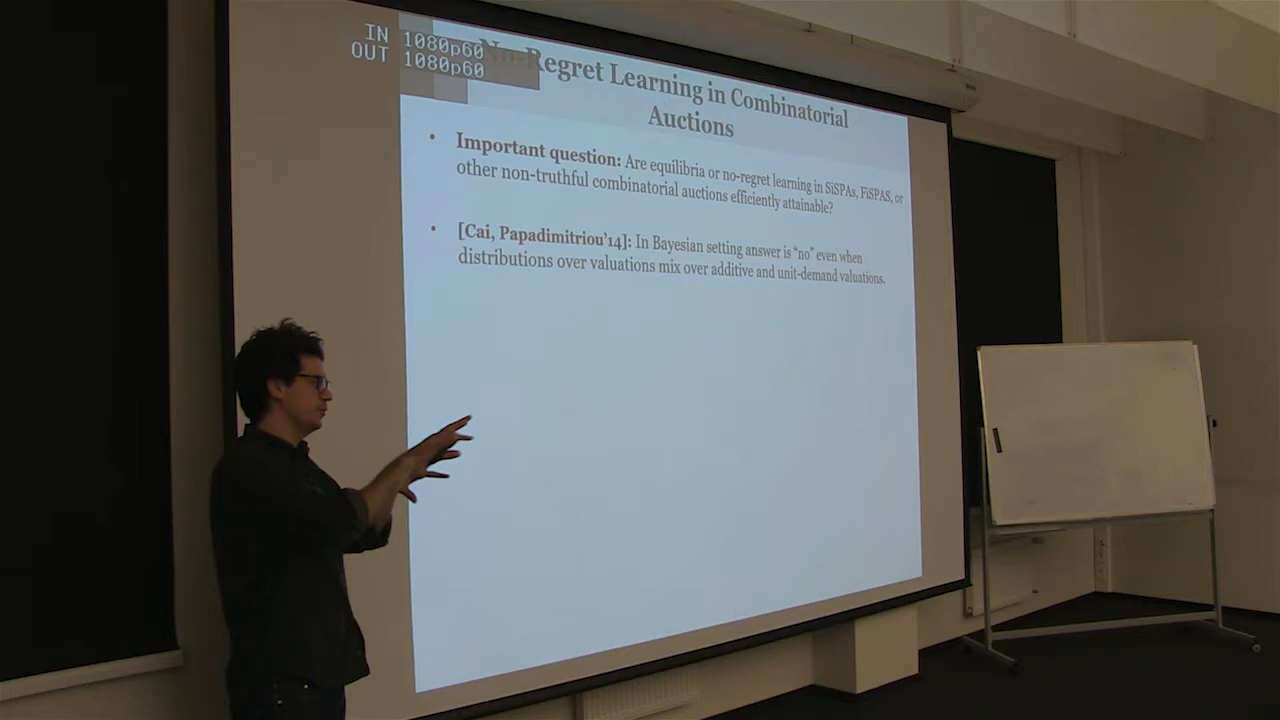 IN 1080p60
OUT 1080p60
No-Regret Learning in Combinatorial
Auctions
• Important question: Are equilibria or no-regret learning in SiSPAs, FiSPAS, or
other non-truthful combinatorial auctions efficiently attainable?
• [Cai, Papadimitriou'14]: In Bayesian setting answer is “no” even when
distributions over valuations mix over additive and unit-demand valuations.